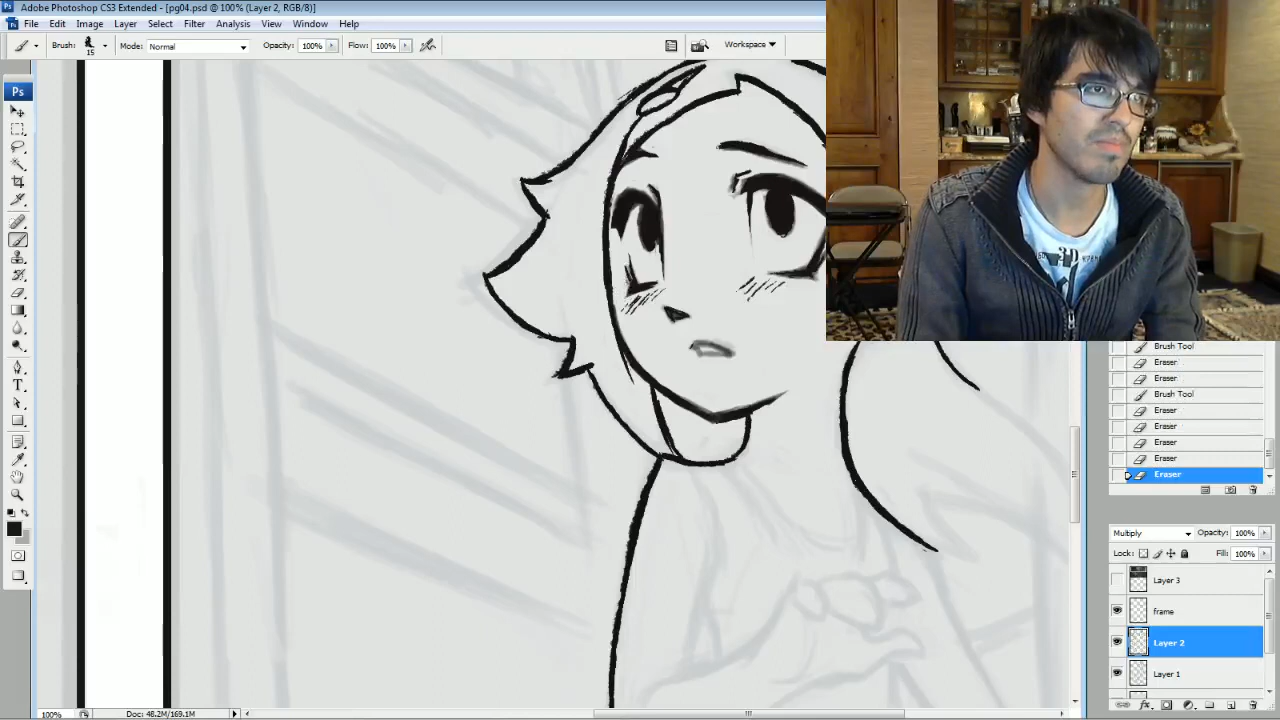 Adobe Photoshop CS3 Extended - [pg04.psd @ 100% (Layer 2, RGB/8)]
File Edit Image Layer Select Filter Analysis View Window Help
Brush: 15 Mode: Normal Opacity: 100% Flow: 100% Workspace
Ps
3D
Brush Tool
Eraser
Eraser
Brush Tool
Eraser
Eraser
Eraser
Eraser
Eraser
Multiply Opacity: 100%
Lock: Fill: 100%
Layer 3
frame
Layer 2
Layer 1
100% Doc: 48.2M/169.1M